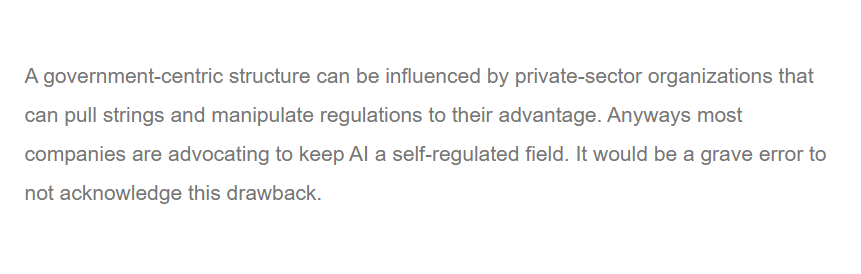 A government-centric structure can be influenced by private-sector organizations that
can pull strings and manipulate regulations to their advantage. Anyways most
companies are advocating to keep AI a self-regulated field. It would be a grave error to
not acknowledge this drawback.